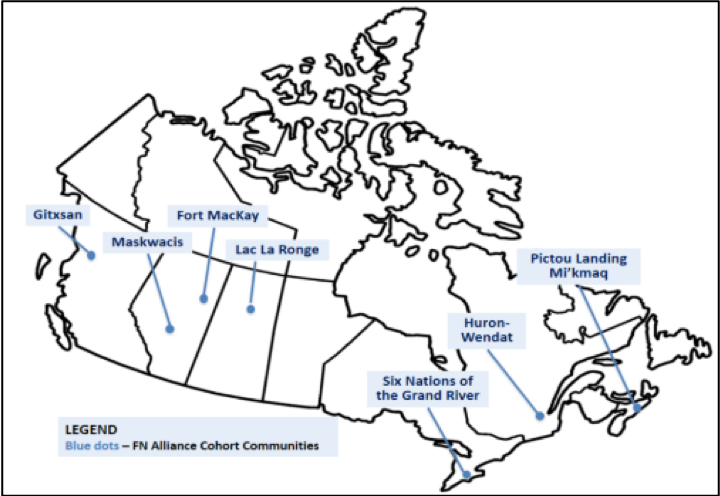 Gitxsan
Fort MacKay
Maskwacis
Lac La Ronge
Pictou Landing
Mi'kmaq
Huron-
Wendat
Six Nations of
the Grand River
LEGEND
Blue dots – FN Alliance Cohort Communities